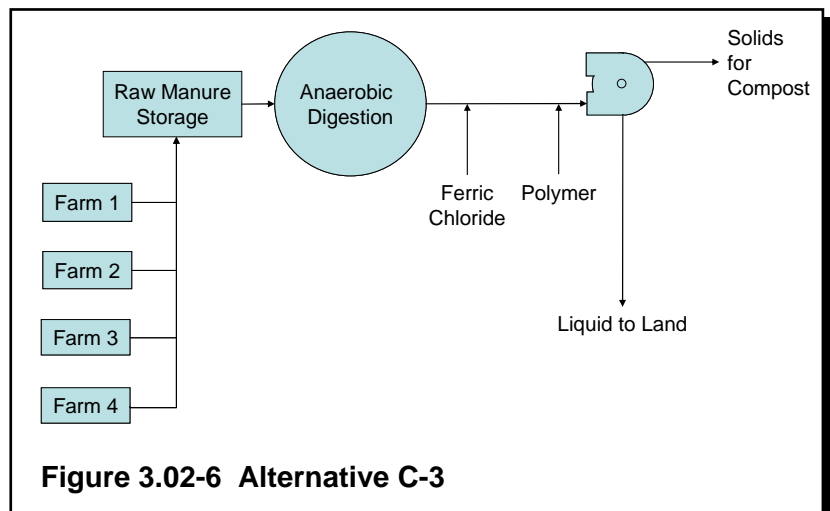 Raw Manure
Storage
Anaerobic
Digestion
Solids
for
Compost
Ferric
Chloride
Polymer
Farm 1
Farm 2
Farm 3
Farm 4
Liquid to Land
Figure 3.02-6 Alternative C-3